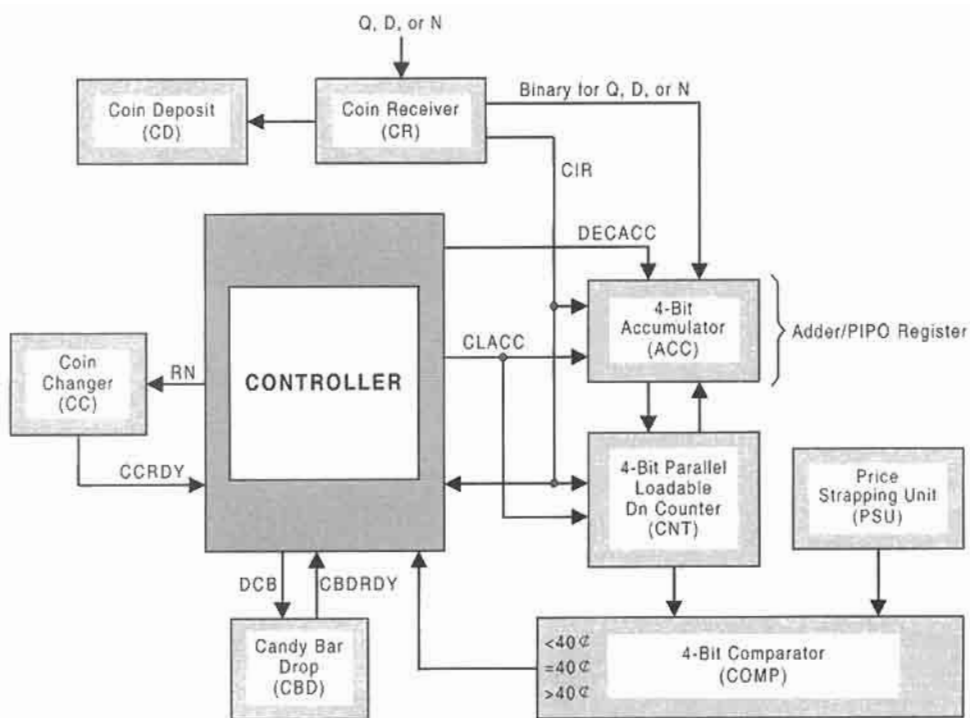 Q, D, or N
Coin Deposit
(CD)
Coin Receiver
(CR)
Binary for Q, D, or N
CIR
DECACC
4-Bit
Accumulator
(ACC)
Adder/PIPO Register
CLACC
CONTROLLER
Coin
Changer
(CC)
RN
CCRDY
4-Bit Parallel
Loadable
Dn Counter
(CNT)
Price
Strapping Unit
(PSU)
DCB
CBDRDY
Candy Bar
Drop
(CBD)
<40¢
=40¢
>40¢
4-Bit Comparator
(COMP)